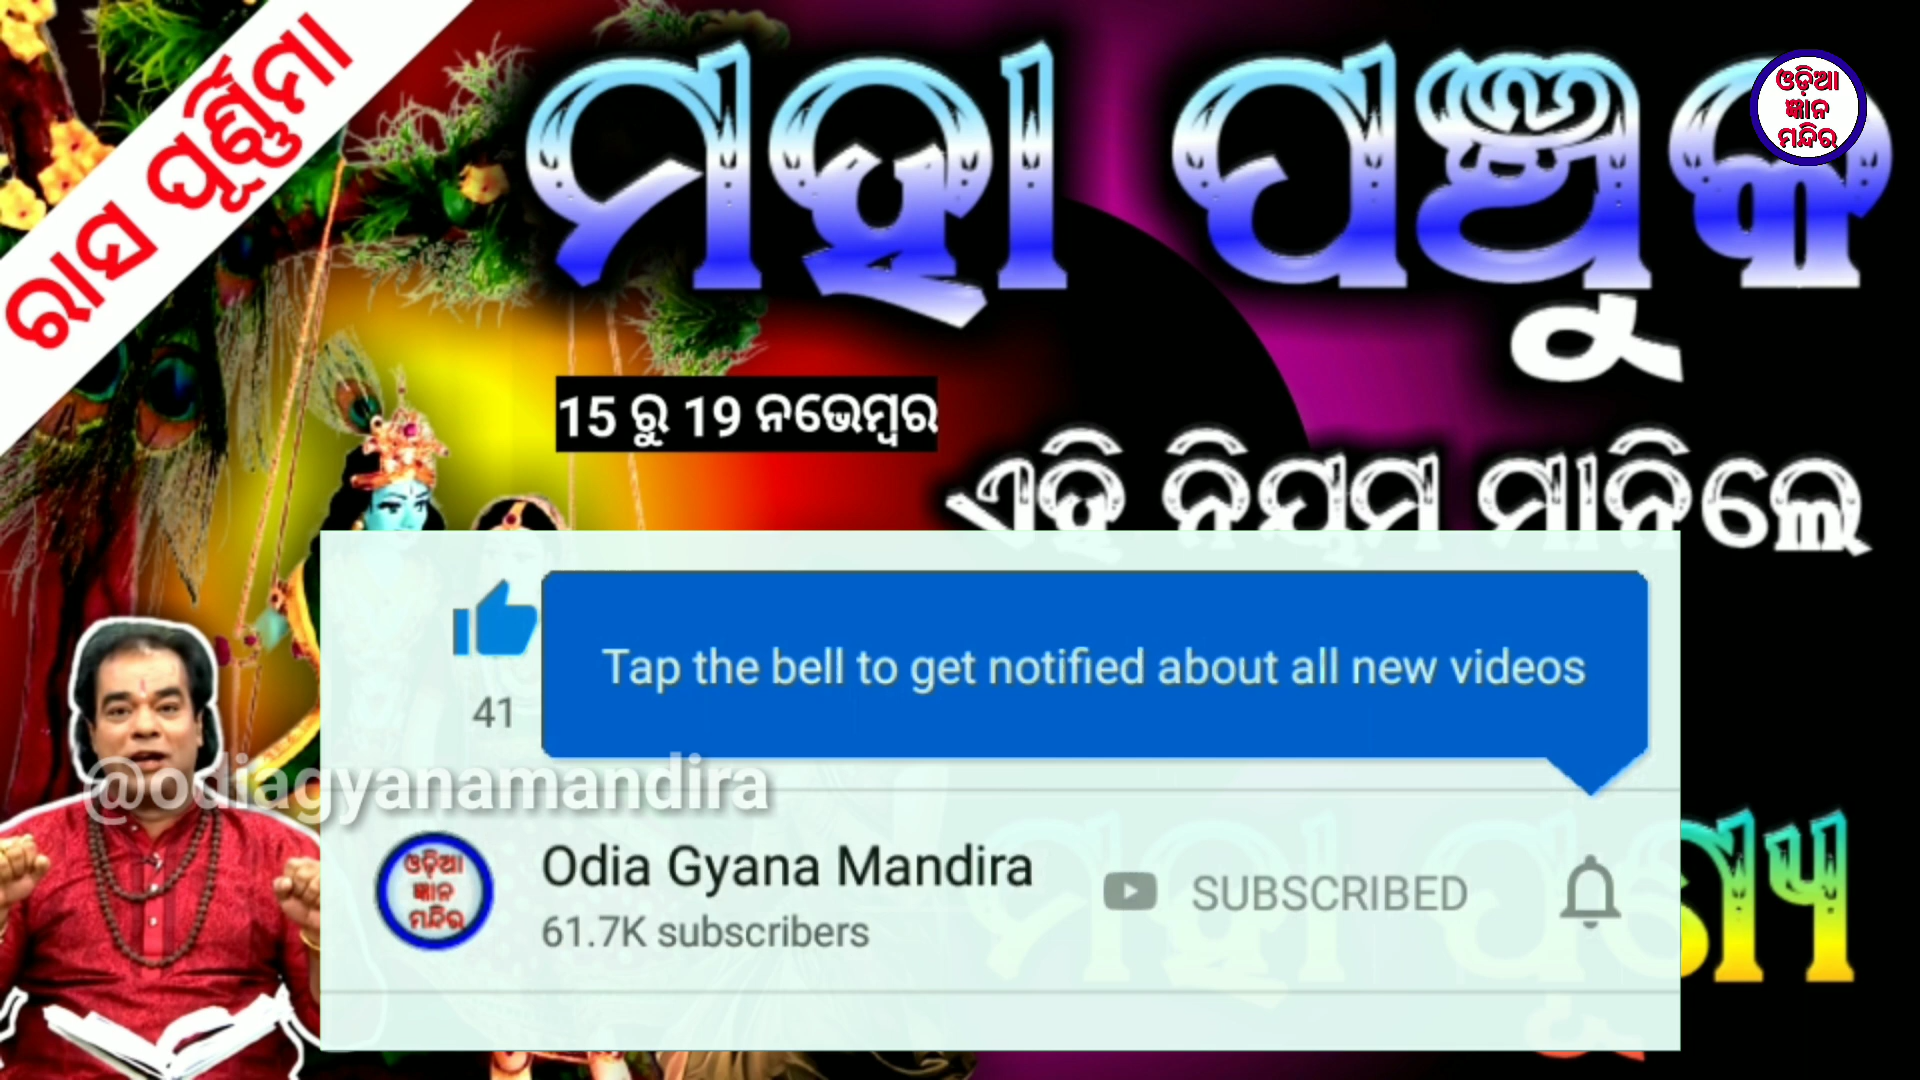 ରାସ ପୂର୍ଣ୍ଣିମା
ମହା ପଞ୍ଚୁକ
ଓଡ଼ିଆ
ଜ୍ଞାନ
ମନ୍ଦିର
15 ରୁ 19 ନଭେମ୍ବର
ଏହି ନିୟମ ମାନିଲେ
Tap the bell to get notified about all new videos
41
@odiagyanamandira
ମହା ପୁଣ୍ୟ
ଓଡ଼ିଆ
ଜ୍ଞାନ
ମନ୍ଦିର
Odia Gyana Mandira
61.7K subscribers
SUBSCRIBED